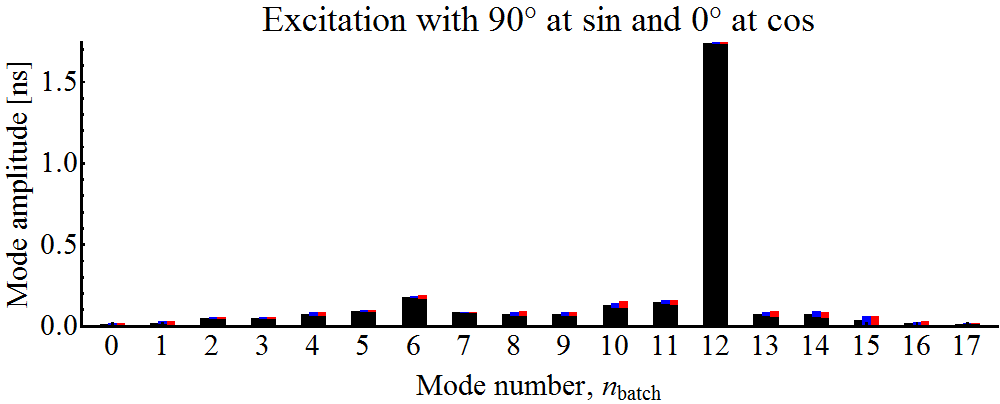 Excitation with 90° at sin and 0° at cos
Mode amplitude [ns]
1.5
1.0
0.5
0.0
0 1 2 3 4 5 6 7 8 9 10 11 12 13 14 15 16 17
Mode number, nbatch